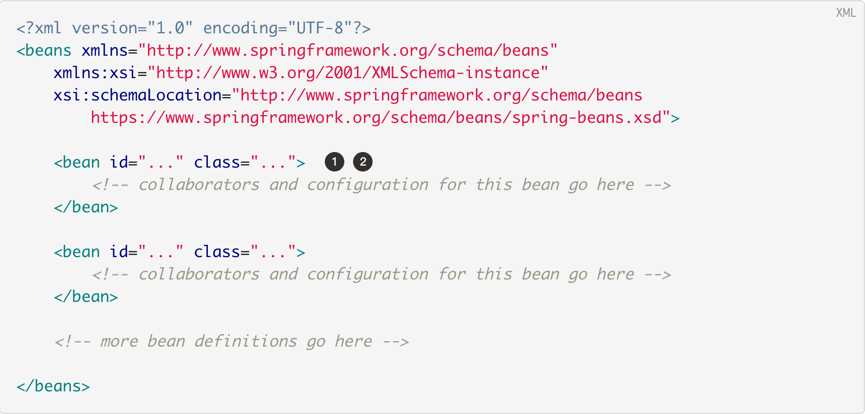 XML
<?xml version="1.0" encoding="UTF-8"?>
<beans xmlns="http://www.springframework.org/schema/beans"
    xmlns:xsi="http://www.w3.org/2001/XMLSchema-instance"
    xsi:schemaLocation="http://www.springframework.org/schema/beans
        https://www.springframework.org/schema/beans/spring-beans.xsd">

    <bean id="..." class="..."> 1 2
        <!-- collaborators and configuration for this bean go here -->
    </bean>

    <bean id="..." class="...">
        <!-- collaborators and configuration for this bean go here -->
    </bean>

    <!-- more bean definitions go here -->

</beans>